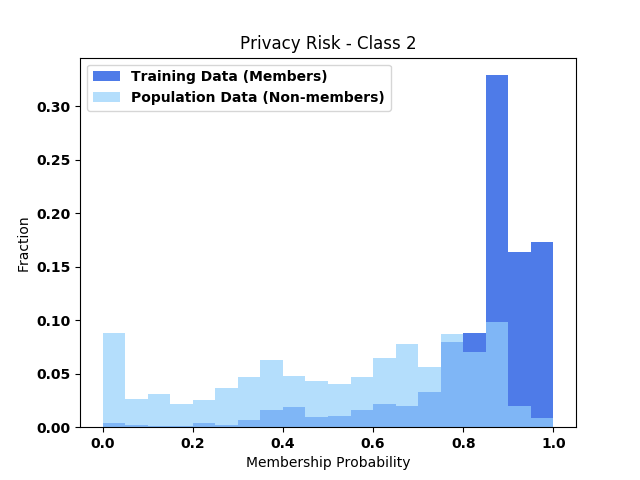 Privacy Risk - Class 2
Training Data (Members)
Population Data (Non-members)
0.30
0.25
0.20
0.15
0.10
0.05
0.00
Fraction
0.0 0.2 0.4 0.6 0.8 1.0
Membership Probability